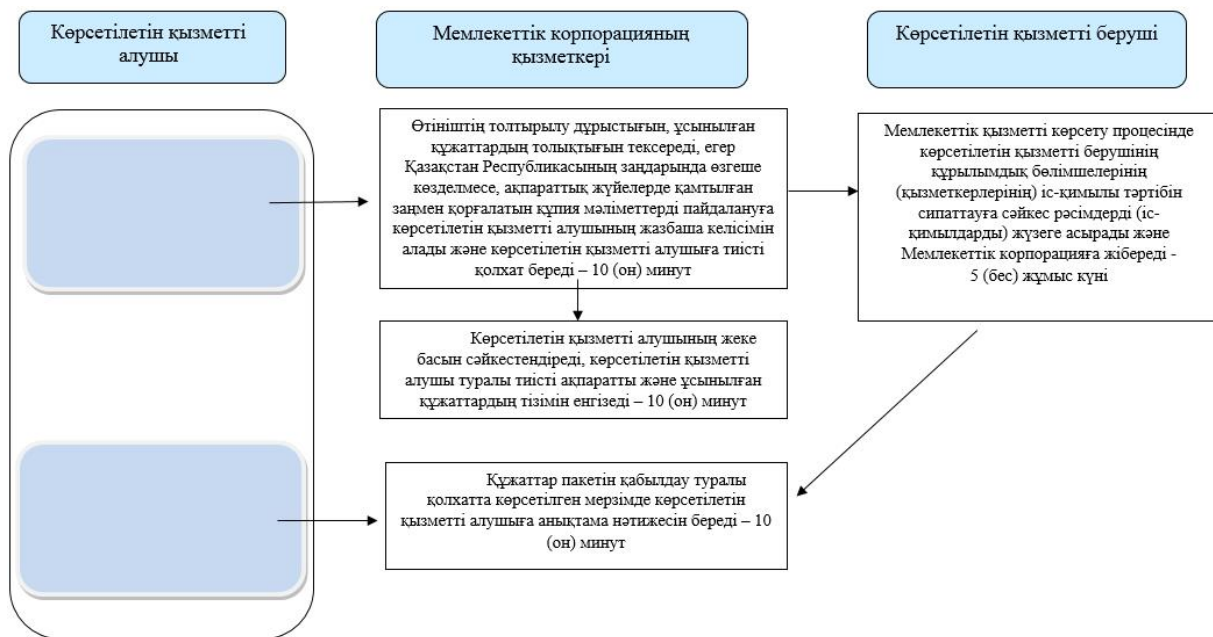 Көрсетілетін қызметті
алушы
Мемлекеттік корпорацияның
қызметкері
Көрсетілетін қызметті беруші
Өтініштің толтырылу дұрыстығын, ұсынылған
құжаттардың толықтығын тексереді, егер
Қазақстан Республикасының заңдарында өзгеше
көзделмесе, ақпараттық жүйелерде қамтылған
заңмен қорғалатын құпия мәліметтерді пайдалануға
көрсетілетін қызметті алушының жазбаша келісімін
алады және көрсетілетін қызметті алушыға тиісті
қолхат береді – 10 (он) минут
Мемлекеттік қызметті көрсету процесінде
көрсетілетін қызметті берушінің
құрылымдық бөлімшелерінің
(қызметкерлерінің) іс-қимылы тәртібін
сипаттауға сәйкес рәсімдерді (іс-
қимылдарды) жүзеге асырады және
Мемлекеттік корпорацияға жібереді -
5 (бес) жұмыс күні
Көрсетілетін қызметті алушының жеке
басын сәйкестендіреді, көрсетілетін қызметті
алушы туралы тиісті ақпаратты және ұсынылған
құжаттардың тізімін енгізеді – 10 (он) минут
Құжаттар пакетін қабылдау туралы
қолхатта көрсетілген мерзімде көрсетілетін
қызметті алушыға анықтама нәтижесін береді – 10
(он) минут